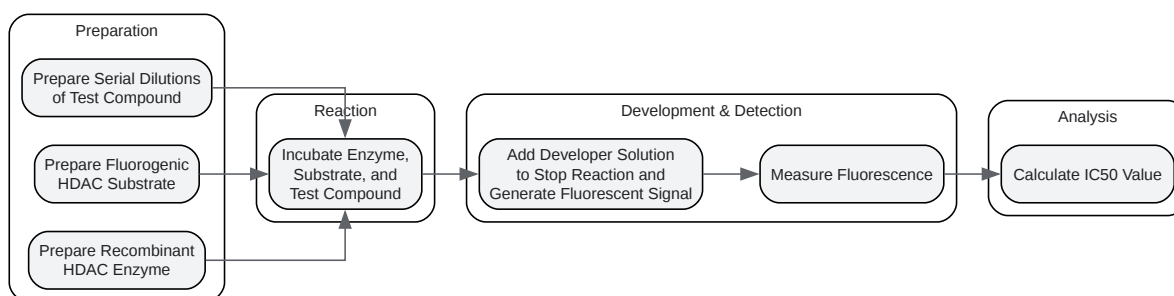 Preparation
Prepare Serial Dilutions
of Test Compound
Prepare Fluorogenic
HDAC Substrate
Prepare Recombinant
HDAC Enzyme
Reaction
Incubate Enzyme,
Substrate, and
Test Compound
Development & Detection
Add Developer Solution
to Stop Reaction and
Generate Fluorescent Signal
Measure Fluorescence
Analysis
Calculate IC50 Value